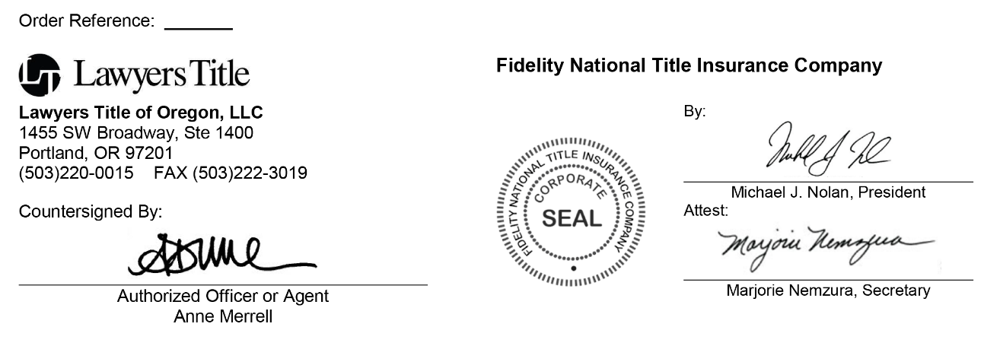 Order Reference: _______
LT Lawyers Title
Lawyers Title of Oregon, LLC
1455 SW Broadway, Ste 1400
Portland, OR 97201
(503)220-0015 FAX (503)222-3019
Countersigned By:
Authorized Officer or Agent
Anne Merrell
Fidelity National Title Insurance Company
FIDELITY NATIONAL TITLE INSURANCE COMPANY
CORPORATE
SEAL
By:
Michael J. Nolan, President
Attest:
Marjorie Nemzura
Marjorie Nemzura, Secretary